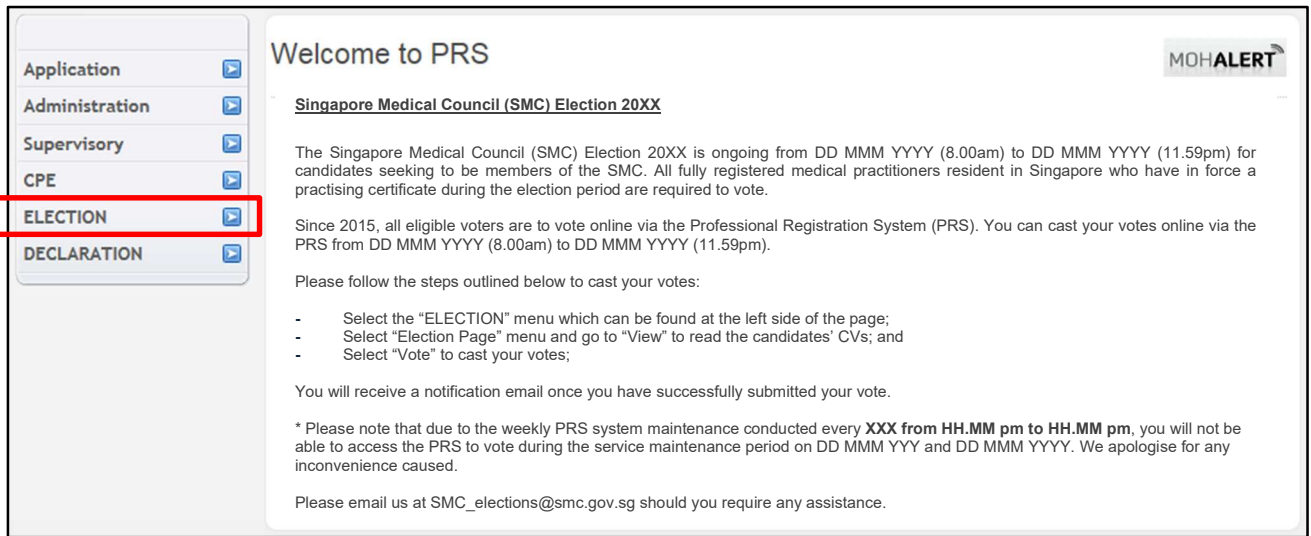 Application
Administration
Supervisory
CPE
ELECTION
DECLARATION
Welcome to PRS
MOHALERT
Singapore Medical Council (SMC) Election 20XX
The Singapore Medical Council (SMC) Election 20XX is ongoing from DD MMM YYYY (8.00am) to DD MMM YYYY (11.59pm) for
candidates seeking to be members of the SMC. All fully registered medical practitioners resident in Singapore who have in force a
practising certificate during the election period are required to vote.
Since 2015, all eligible voters are to vote online via the Professional Registration System (PRS). You can cast your votes online via the
PRS from DD MMM YYYY (8.00am) to DD MMM YYYY (11.59pm).
Please follow the steps outlined below to cast your votes:
- Select the “ELECTION” menu which can be found at the left side of the page;
- Select “Election Page” menu and go to “View” to read the candidates’ CVs; and
- Select “Vote” to cast your votes;
You will receive a notification email once you have successfully submitted your vote.
* Please note that due to the weekly PRS system maintenance conducted every XXX from HH.MM pm to HH.MM pm, you will not be
able to access the PRS to vote during the service maintenance period on DD MMM YYY and DD MMM YYYY. We apologise for any
inconvenience caused.
Please email us at SMC_elections@smc.gov.sg should you require any assistance.